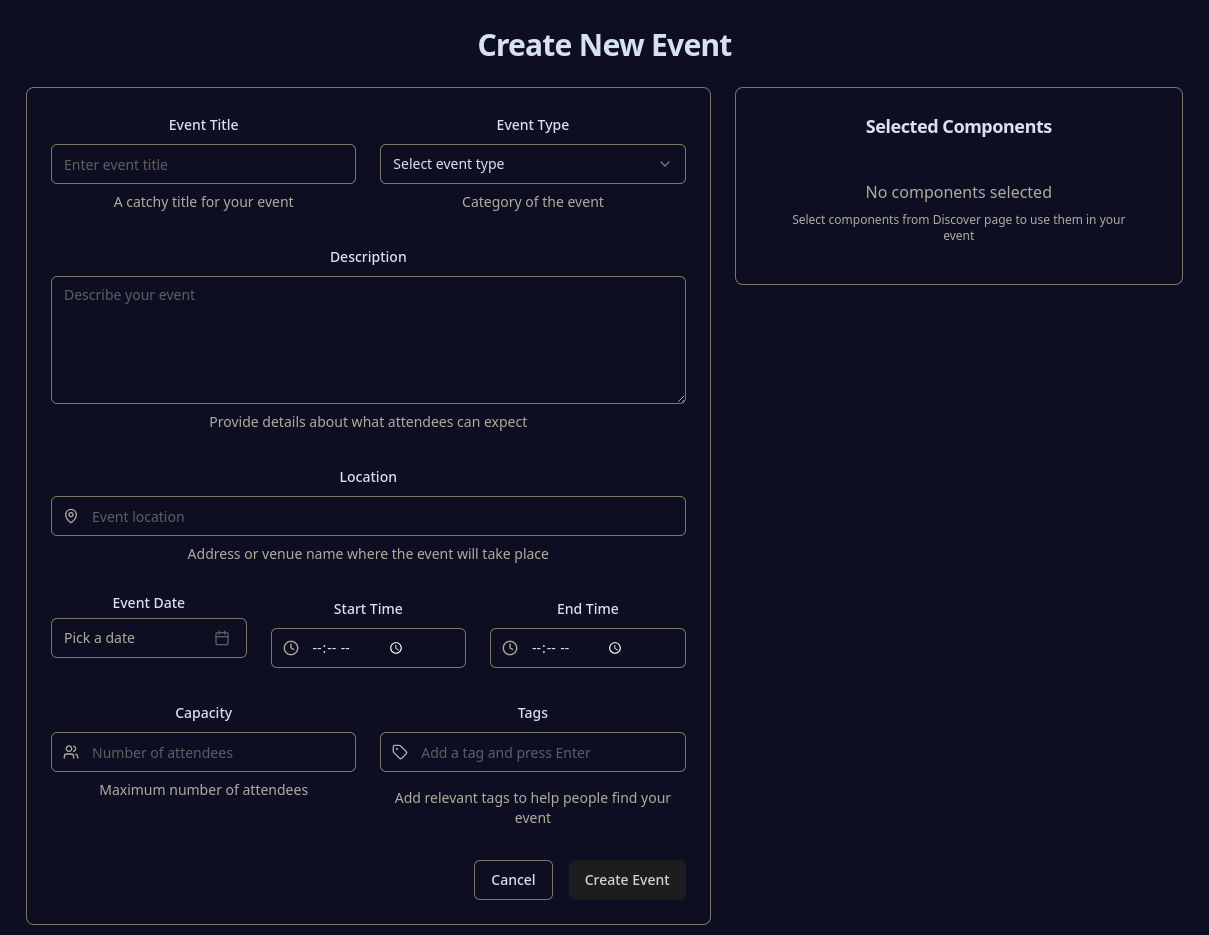 Create New Event
Event Title
Event Type
Enter event title
Select event type
A catchy title for your event
Category of the event
Description
Describe your event
Provide details about what attendees can expect
Location
Event location
Address or venue name where the event will take place
Event Date
Start Time
End Time
Pick a date
--:-- --
--:-- --
Capacity
Tags
Number of attendees
Add a tag and press Enter
Maximum number of attendees
Add relevant tags to help people find your
event
Cancel
Create Event
Selected Components
No components selected
Select components from Discover page to use them in your
event